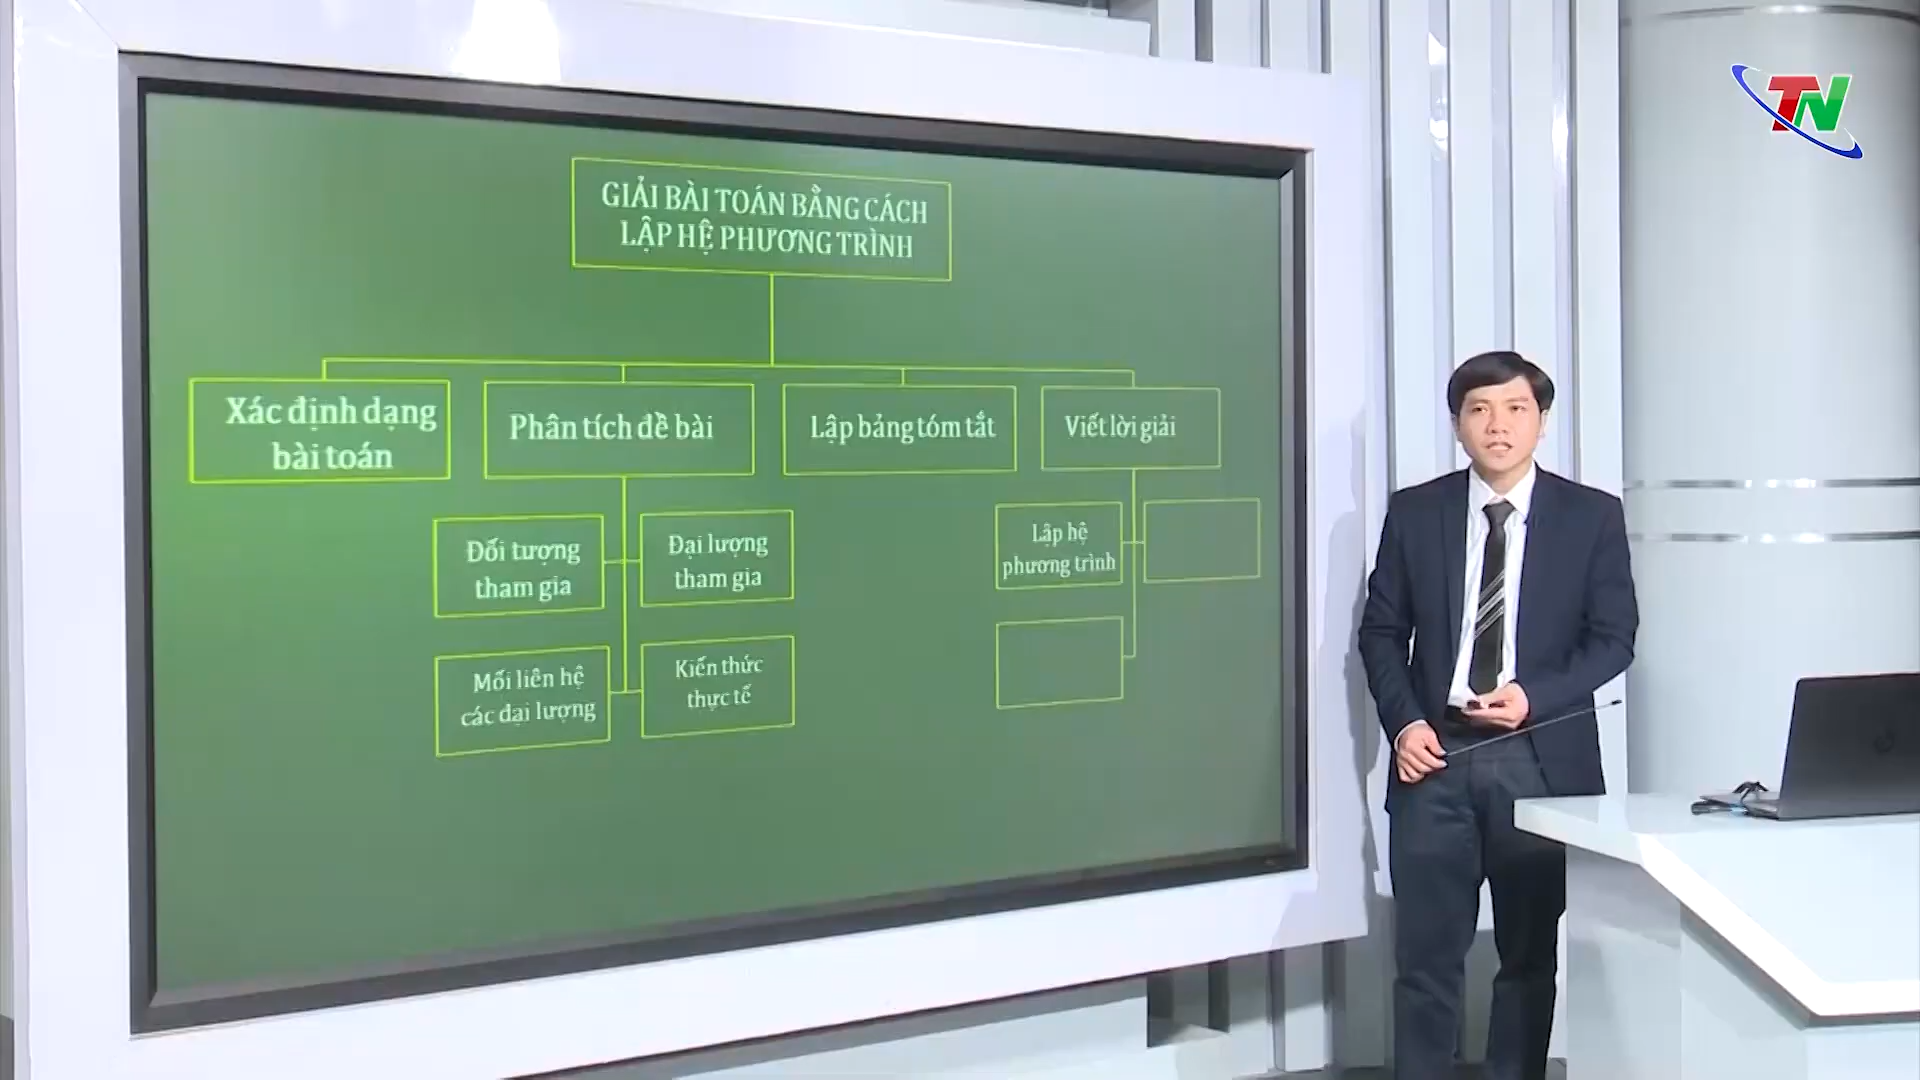 TN
GIẢI BÀI TOÁN BẰNG CÁCH
LẬP HỆ PHƯƠNG TRÌNH
Xác định dạng
bài toán
Phân tích đề bài
Lập bảng tóm tắt
Viết lời giải
Đối tượng
tham gia
Đại lượng
tham gia
Mối liên hệ
các đại lượng
Kiến thức
thực tế
Lập hệ
phương trình